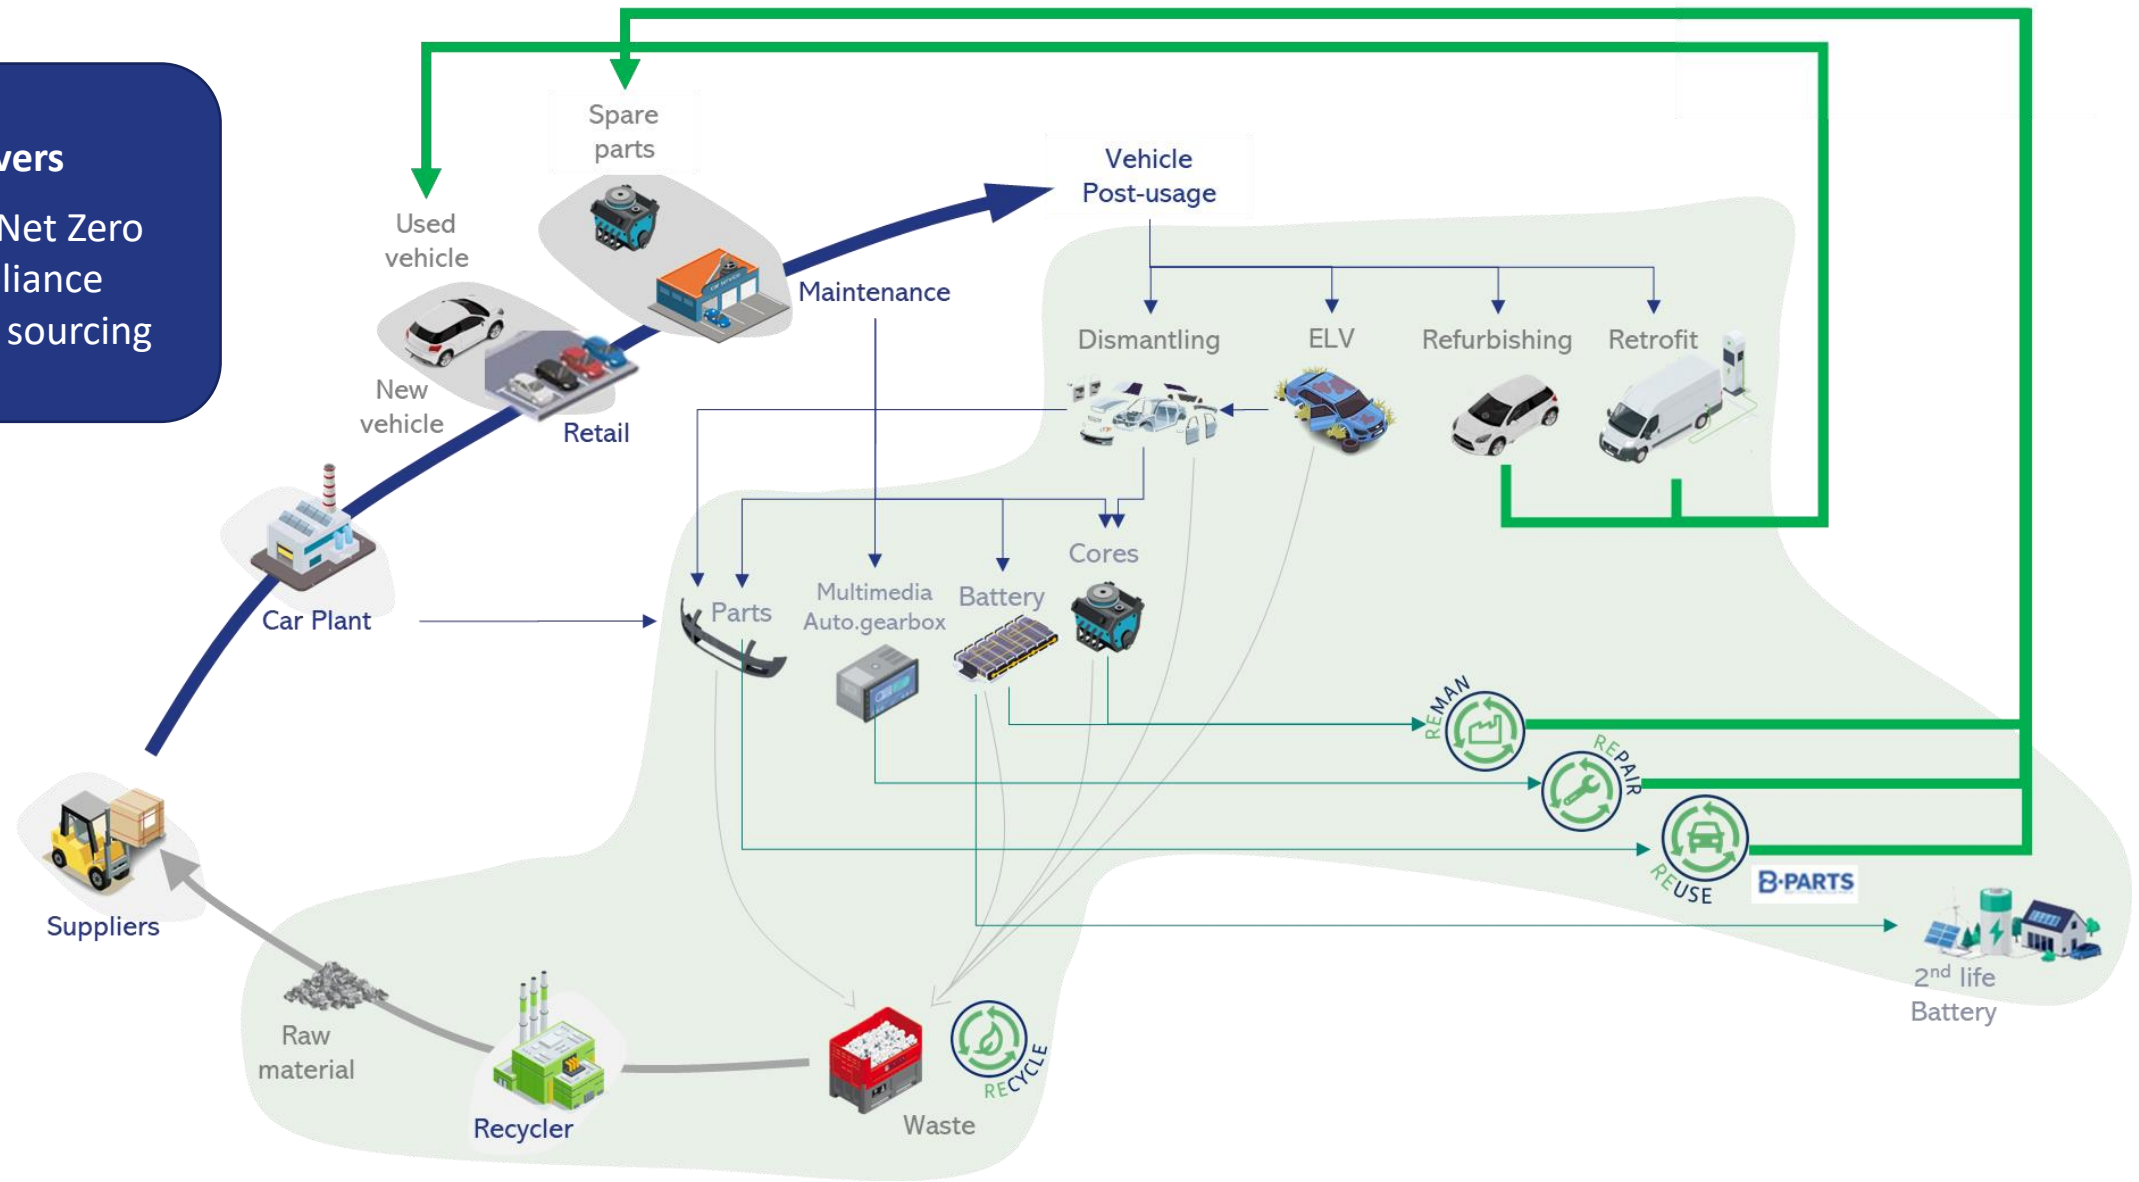 Net Zero
sourcing
Spare
parts
Used
vehicle
New
vehicle
Retail
Maintenance
Vehicle
Post-usage
Dismantling
ELV
Refurbishing
Retrofit
Car Plant
Parts
Multimedia
Auto.gearbox
Battery
Cores
REMAN
REPAIR
REUSE
B-PARTS
2nd life
Battery
Suppliers
Raw
material
Recycler
Waste
RECYCLE